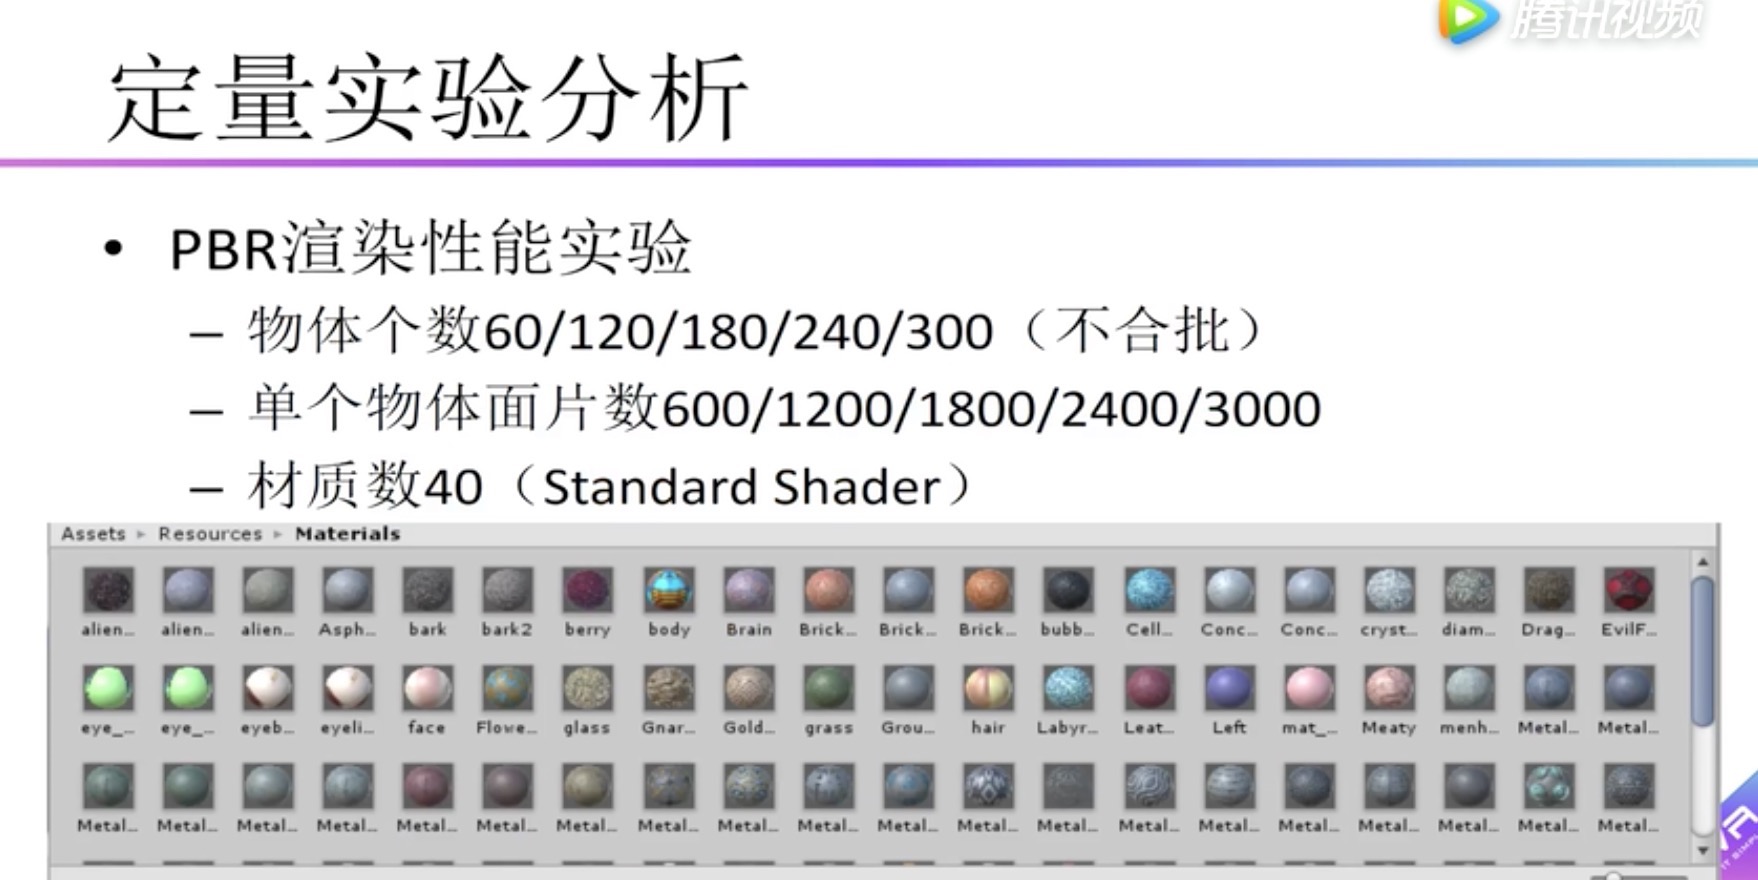 腾讯视频
定量实验分析
• PBR渲染性能实验
– 物体个数60/120/180/240/300（不合批）
– 单个物体面片数600/1200/1800/2400/3000
– 材质数40（Standard Shader）
Assets ▸ Resources ▸ Materials
alien... alien... alien... Asph... bark bark2 berry body Brain Brick... Brick... Brick... bubb... Cell... Conc... Conc... cryst... diam... Drag... EvilF...
eye_... eye_... eyeb... eyeli... face Flowe... glass Gnar... Gold... grass Grou... hair Labyr... Leat... Left mat_... Meaty menh... Metal... Metal...
Metal... Metal... Metal... Metal... Metal... Metal... Metal... Metal... Metal... Metal... Metal... Metal... Metal... Metal... Metal... Metal... Metal... Metal... Metal... Metal...